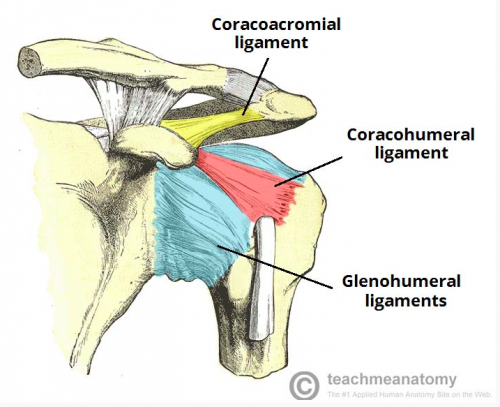 Coracoacromial
ligament
Coracohumeral
ligament
Glenohumeral
ligaments
© teachmeanatomy
The #1 Applied Human Anatomy Site on the Web.